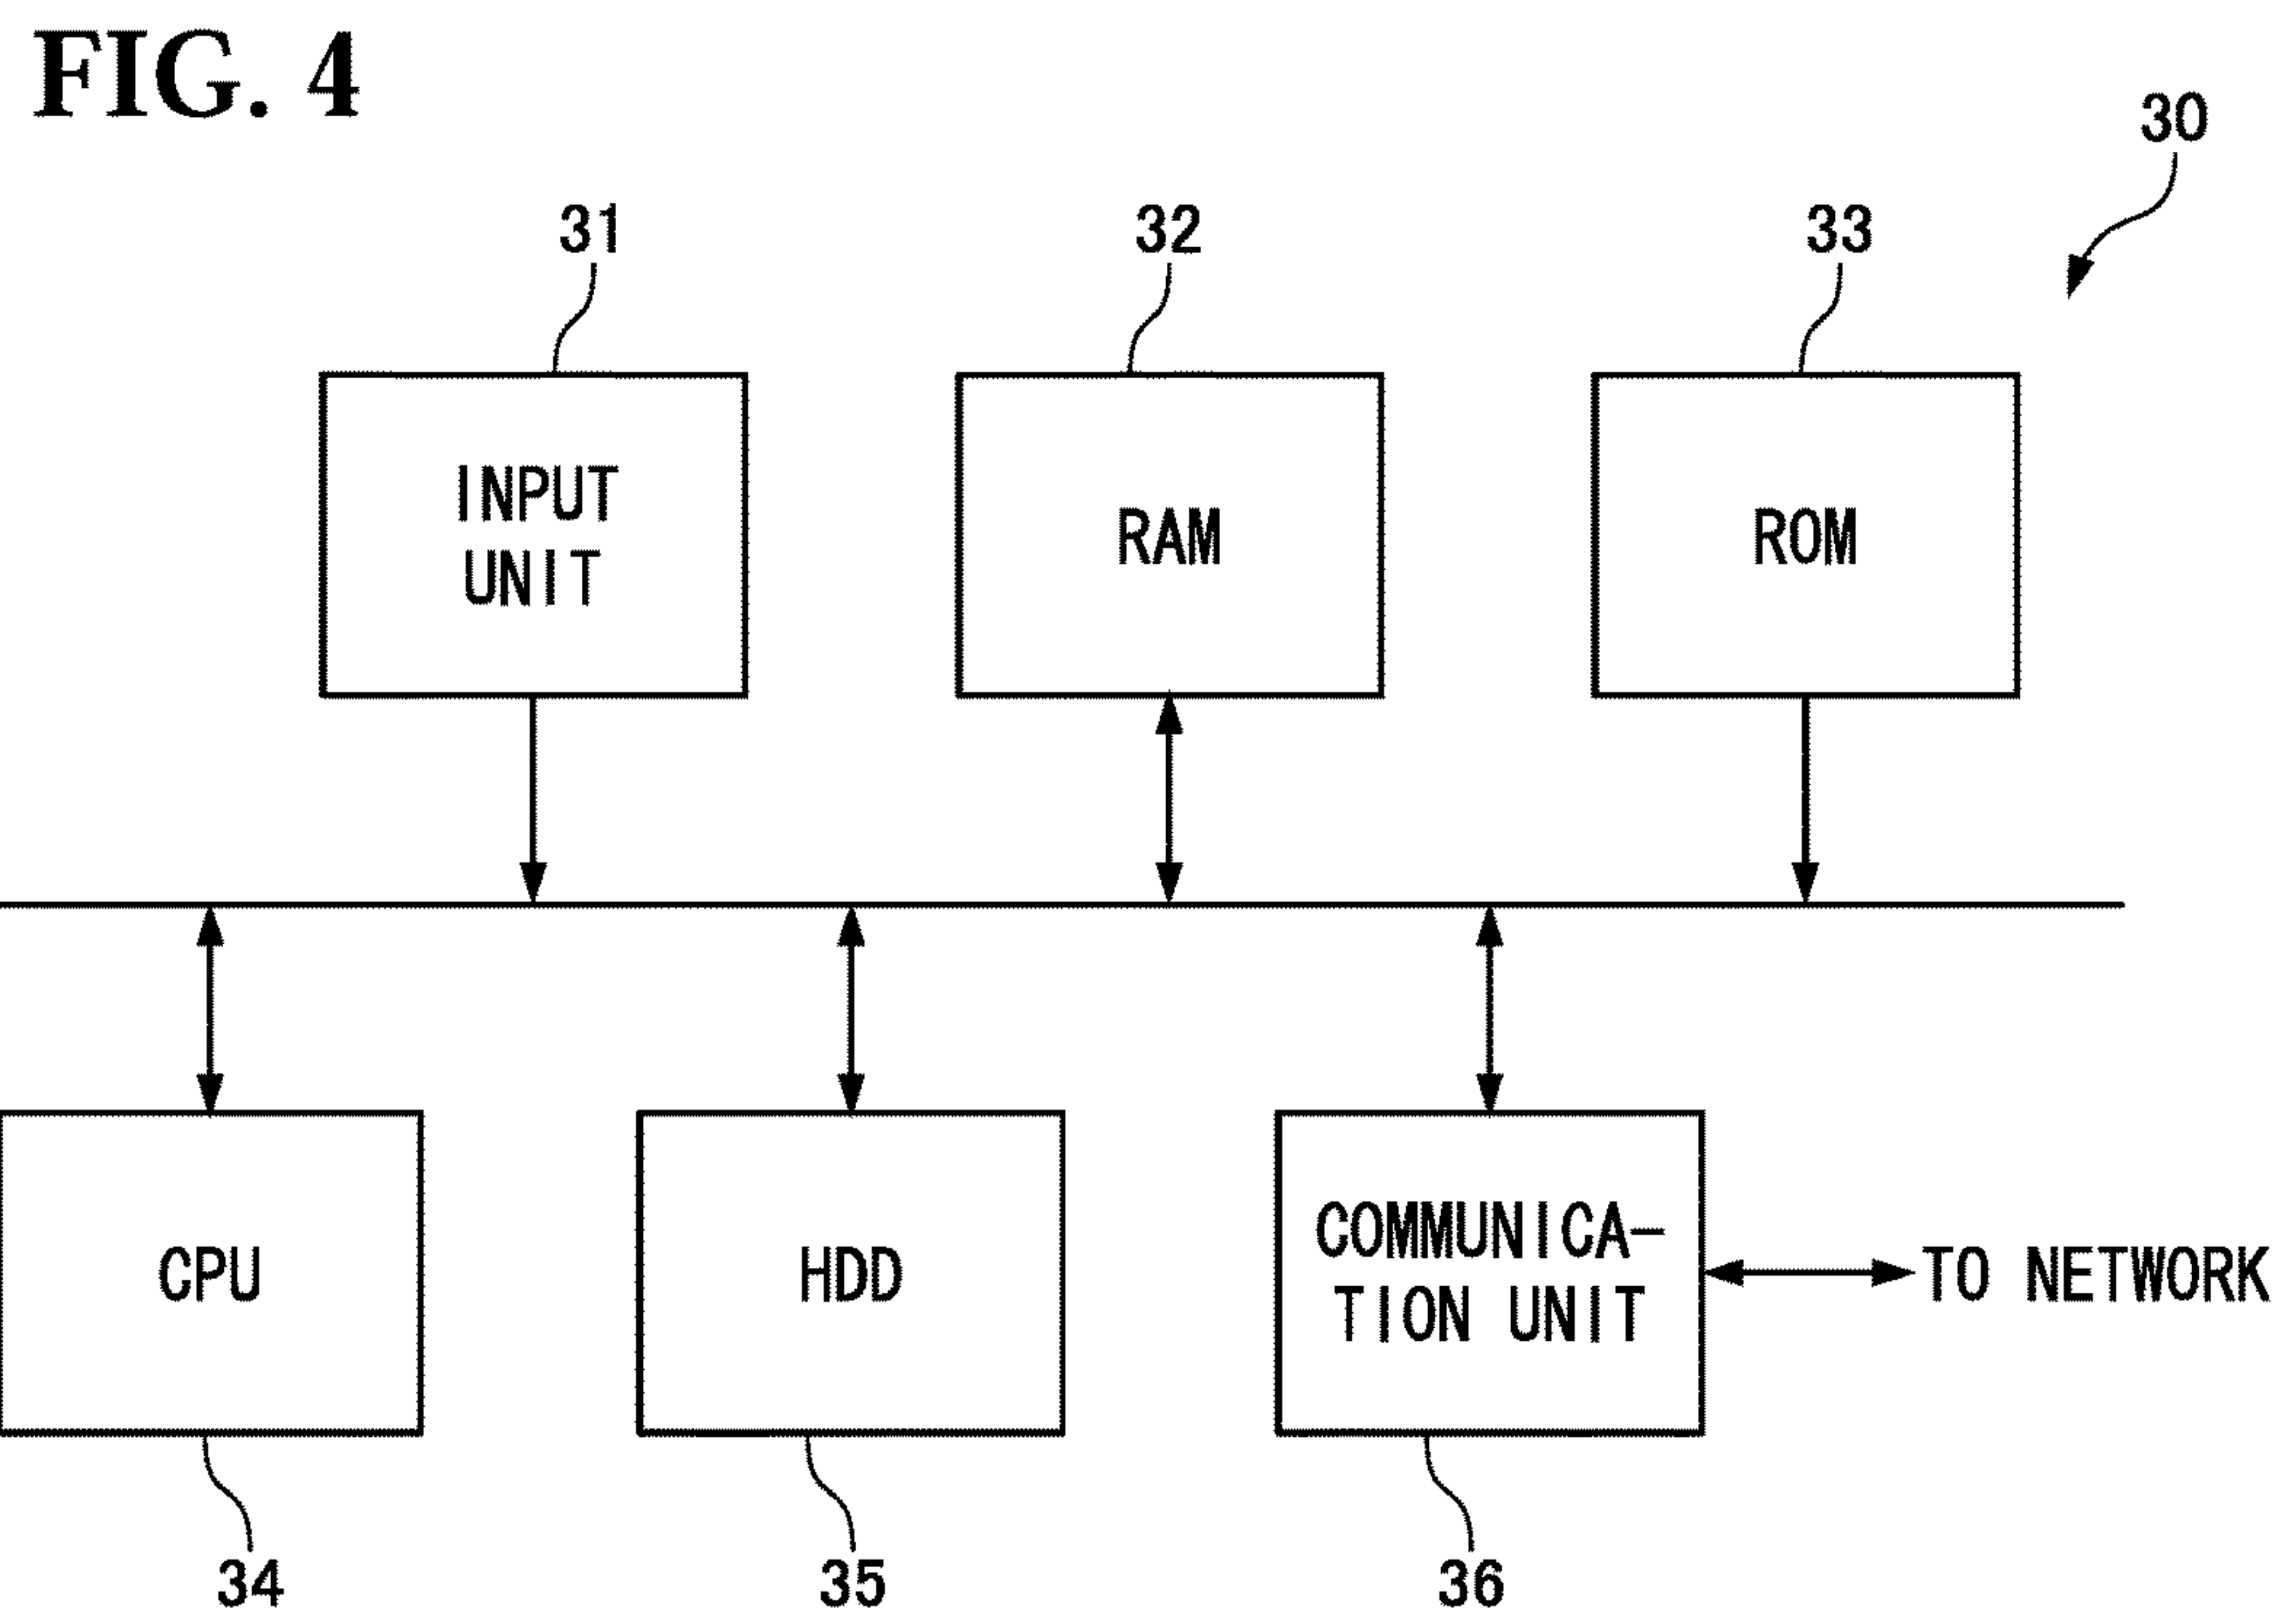 FIG. 4
30
31
32
33
INPUT
UNIT
RAM
ROM
CPU
HDD
COMMUNICA-
TION UNIT
TO NETWORK
34
35
36